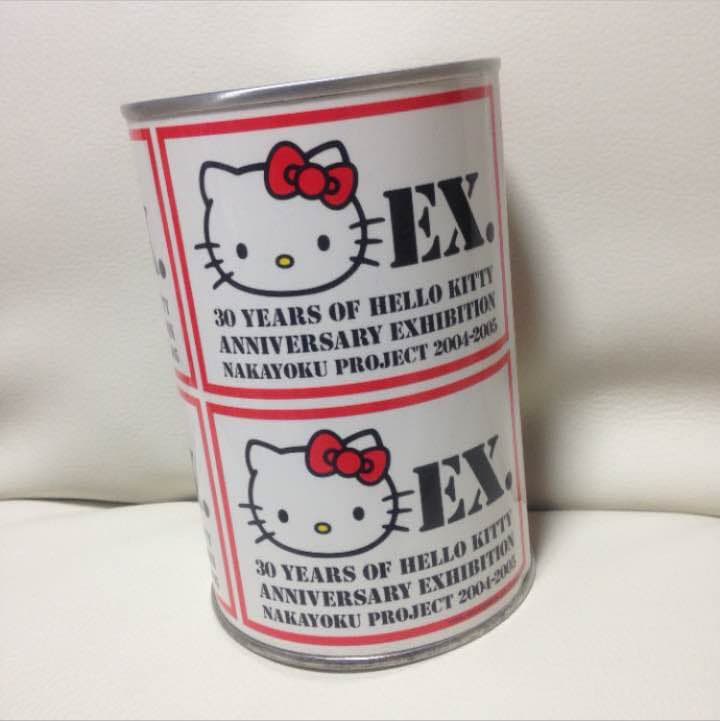 EX.
30 YEARS OF HELLO KITTY
ANNIVERSARY EXHIBITION
NAKAYOKU PROJECT 2004-2005
EX.
30 YEARS OF HELLO KITTY
ANNIVERSARY EXHIBITION
NAKAYOKU PROJECT 2004-2005